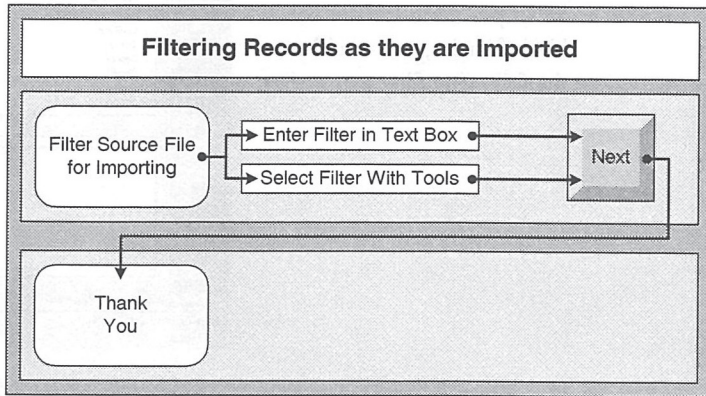 Filtering Records as they are Imported
Filter Source File
for Importing
Enter Filter in Text Box
Select Filter With Tools
Next
Thank
You